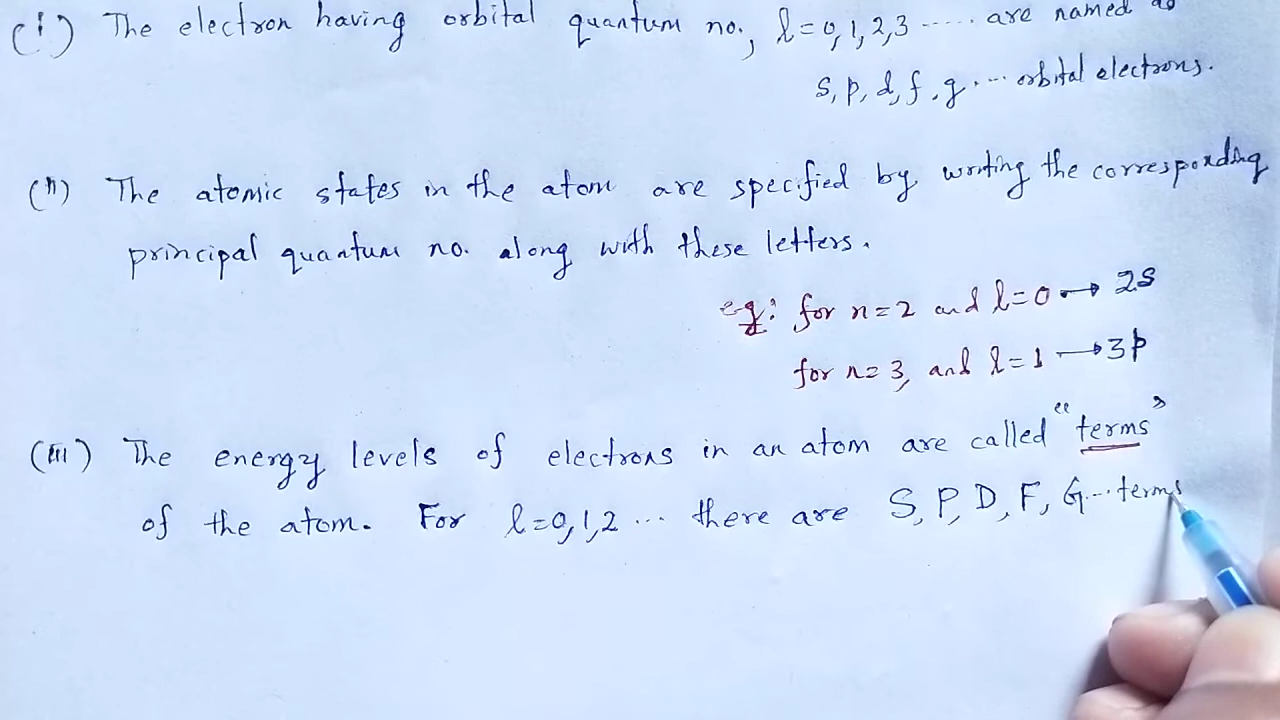 (i) The electron having orbital quantum no., l=0,1,2,3 ..... are named as
s, p, d, f, g.... orbital electrons.
(ii) The atomic states in the atom are specified by writing the corresponding
principal quantum no. along with these letters.
eg: for n=2 and l=0 → 2s
for n=3, and l=1 → 3p
(iii) The energy levels of electrons in an atom are called "terms"
of the atom. For l=0,1,2 ... there are S, P, D, F, G... terms